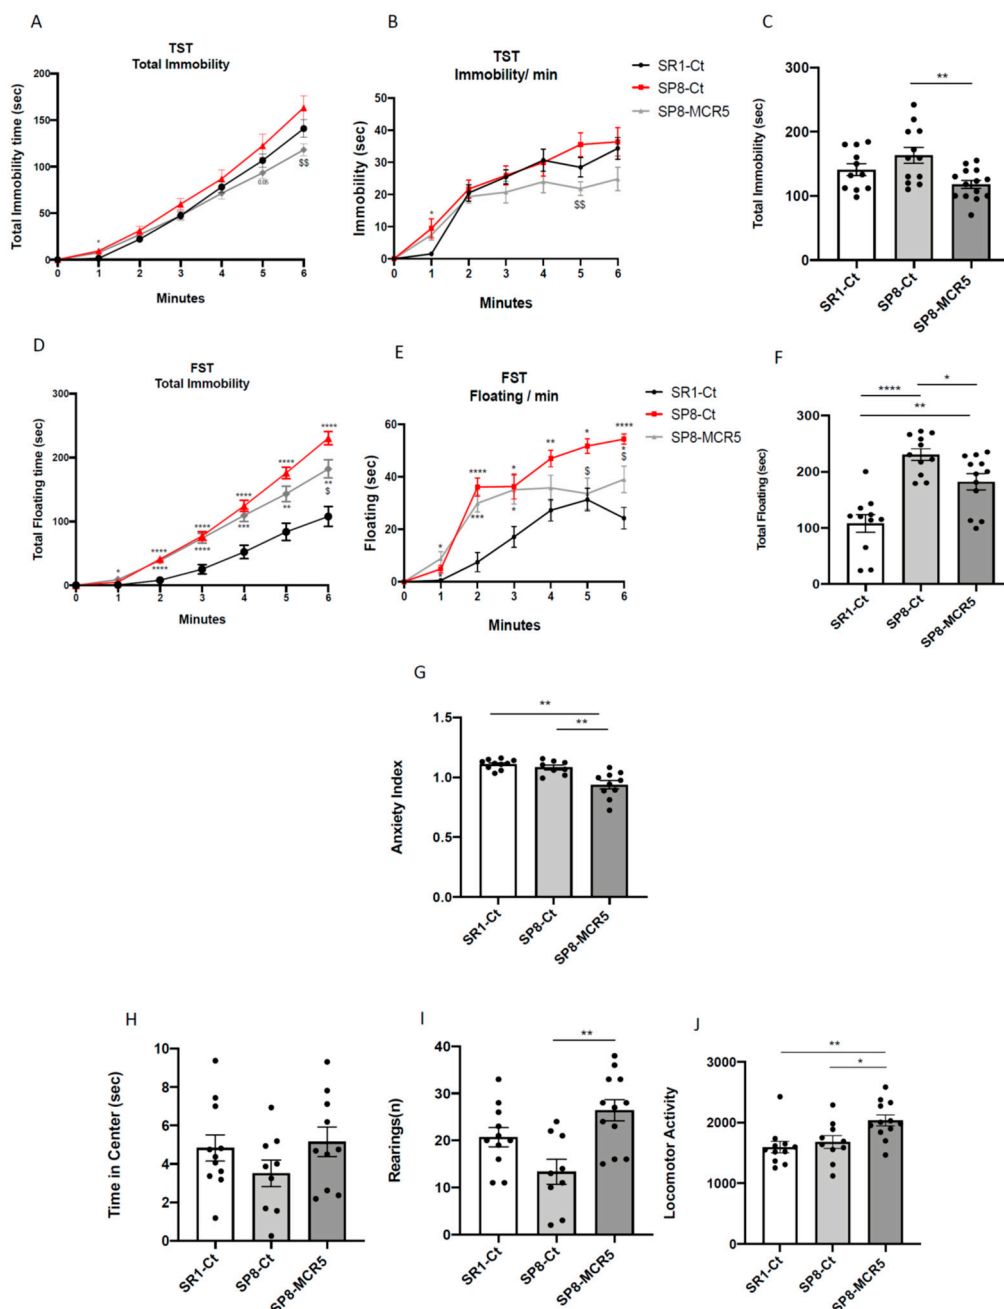 A
TST
Total Immobility
Total Immobility time (sec)
200
150
100
50
0
*
0.05
$$
0 1 2 3 4 5 6
Minutes
B
TST
Immobility/ min
Immobility (sec)
50
40
30
20
10
0
*
$$
0 1 2 3 4 5 6
Minutes
SR1-Ct
SP8-Ct
SP8-MCR5
C
Total Immobility (sec)
300
200
100
0
**
SR1-Ct
SP8-Ct
SP8-MCR5
D
FST
Total Immobility
Total Floating time (sec)
300
200
100
0
*
****
****
****
****
****
***
****
**
****
**
$
0 1 2 3 4 5 6
Minutes
E
FST
Floating / min
Floating (sec)
60
40
20
0
*
****
***
*
*
**
*
$
****
*
$
0 1 2 3 4 5 6
Minutes
SR1-Ct
SP8-Ct
SP8-MCR5
F
Total Floating (sec)
300
200
100
0
**** *
**
SR1-Ct
SP8-Ct
SP8-MCR5
G
Anxiety Index
1.5
1.0
0.5
0.0
**
**
SR1-Ct
SP8-Ct
SP8-MCR5
H
Time in Center (sec)
10
8
6
4
2
0
SR1-Ct
SP8-Ct
SP8-MCR5
I
Rearings(n)
40
30
20
10
0
**
SR1-Ct
SP8-Ct
SP8-MCR5
J
Locomotor Activity
3000
2000
1000
0
**
*
SR1-Ct
SP8-Ct
SP8-MCR5